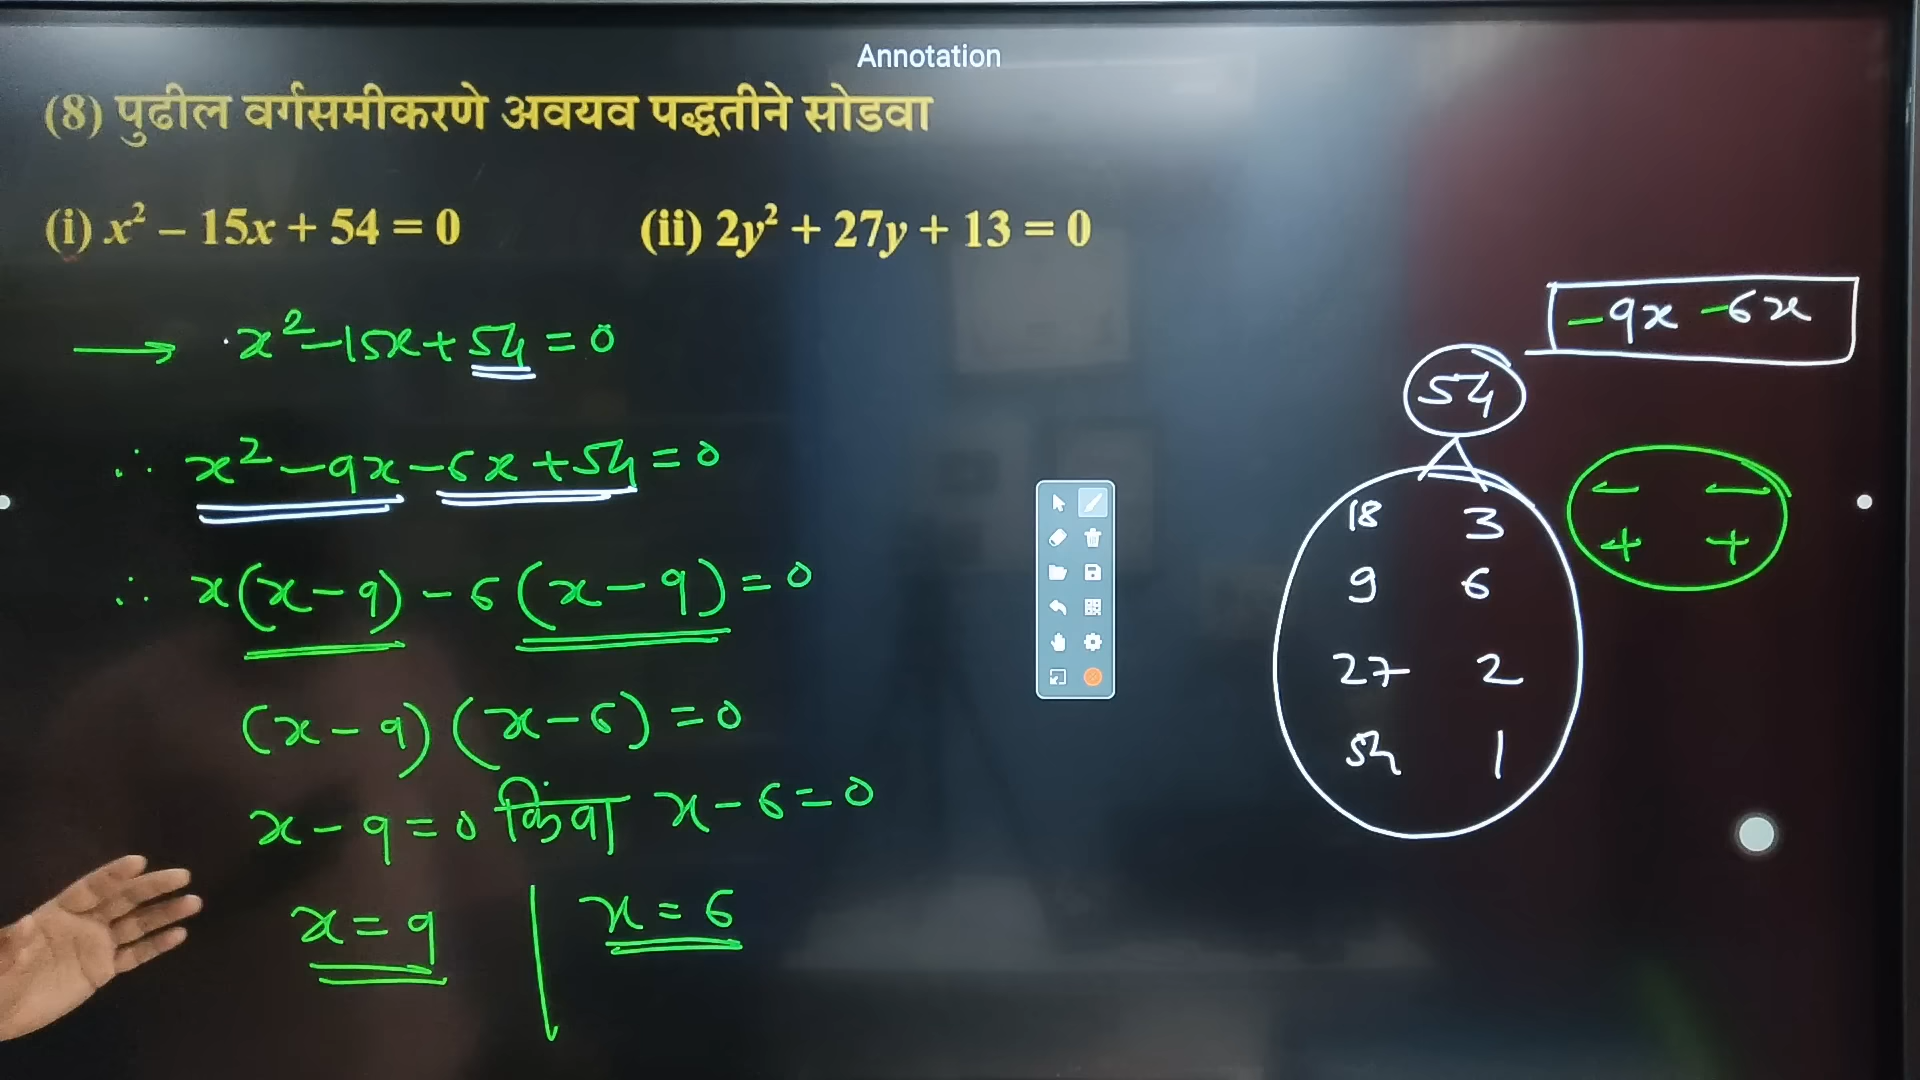 Annotation
(8) पुढील वर्गसमीकरणे अवयव पद्धतीने सोडवा
(i) x² – 15x + 54 = 0 (ii) 2y² + 27y + 13 = 0
x² – 15x + 54 = 0
∴ x² – 9x – 6x + 54 = 0
∴ x(x – 9) – 6(x – 9) = 0
(x – 9)(x – 6) = 0
x – 9 = 0 किंवा x – 6 = 0
x = 9 | x = 6
– 9x – 6x
54
18 3
9 6
27 2
54 1
– –
+ +